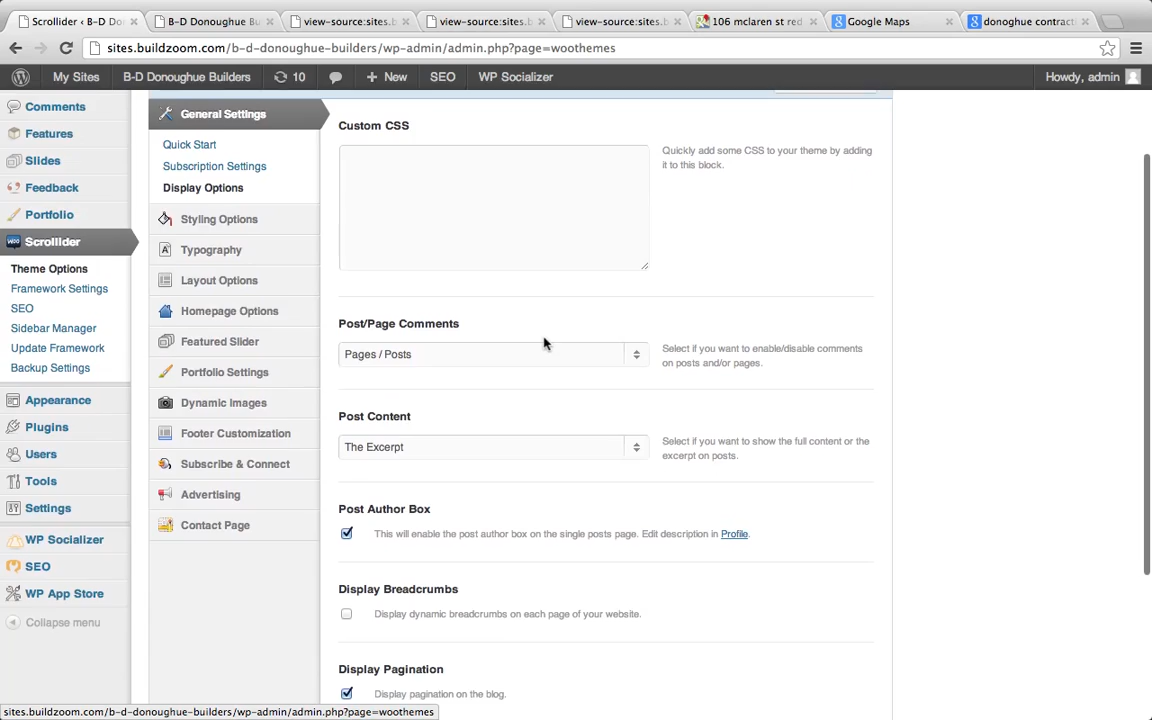 Scrollider ‹ B-D Do
B-D Donoughue Bu
view-source:sites.b
view-source:sites.b
view-source:sites.b
106 mclaren st red
Google Maps
donoghue contracti
sites.buildzoom.com/b-d-donoughue-builders/wp-admin/admin.php?page=woothemes
My Sites
B-D Donoughue Builders
10
New
SEO
WP Socializer
Howdy, admin
Comments
Features
Slides
Feedback
Portfolio
Scrollider
Theme Options
Framework Settings
SEO
Sidebar Manager
Update Framework
Backup Settings
Appearance
Plugins
Users
Tools
Settings
WP Socializer
SEO
WP App Store
Collapse menu
General Settings
Quick Start
Subscription Settings
Display Options
Styling Options
Typography
Layout Options
Homepage Options
Featured Slider
Portfolio Settings
Dynamic Images
Footer Customization
Subscribe & Connect
Advertising
Contact Page
Custom CSS
Quickly add some CSS to your theme by adding
it to this block.
Post/Page Comments
Pages / Posts
Select if you want to enable/disable comments
on posts and/or pages.
Post Content
The Excerpt
Select if you want to show the full content or the
excerpt on posts.
Post Author Box
This will enable the post author box on the single posts page. Edit description in Profile.
Display Breadcrumbs
Display dynamic breadcrumbs on each page of your website.
Display Pagination
Display pagination on the blog.
sites.buildzoom.com/b-d-donoughue-builders/wp-admin/admin.php?page=woothemes